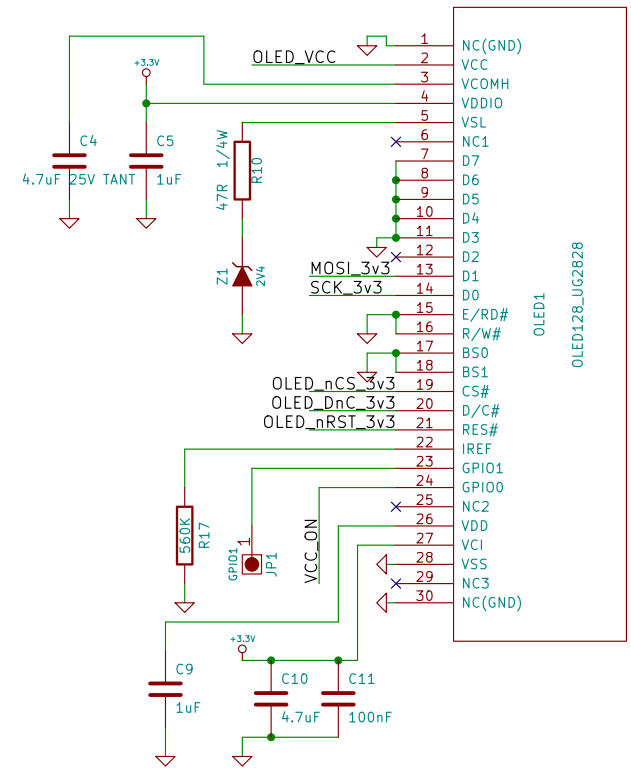 1 NC(GND)
OLED_VCC 2 VCC
3 VCOMH
+3.3V
4 VDDIO
5 VSL
6 NC1
7 D7
8 D6
9 D5
10 D4
11 D3
12 D2
MOSI_3v3 13 D1
SCK_3v3 14 D0
15 E/RD#
16 R/W#
17 BS0
18 BS1
OLED_nCS_3v3 19 CS#
OLED_DnC_3v3 20 D/C#
OLED_nRST_3v3 21 RES#
22 IREF
23 GPIO1
24 GPIO0
25 NC2
26 VDD
27 VCI
28 VSS
29 NC3
30 NC(GND)
OLED1
OLED128_UG2828
C4
4.7uF 25V TANT
C5
1uF
47R 1/4W
R10
Z1
2V4
560K
R17
GPIO1
1
JP1
VCC_ON
+3.3V
C9
1uF
C10
4.7uF
C11
100nF